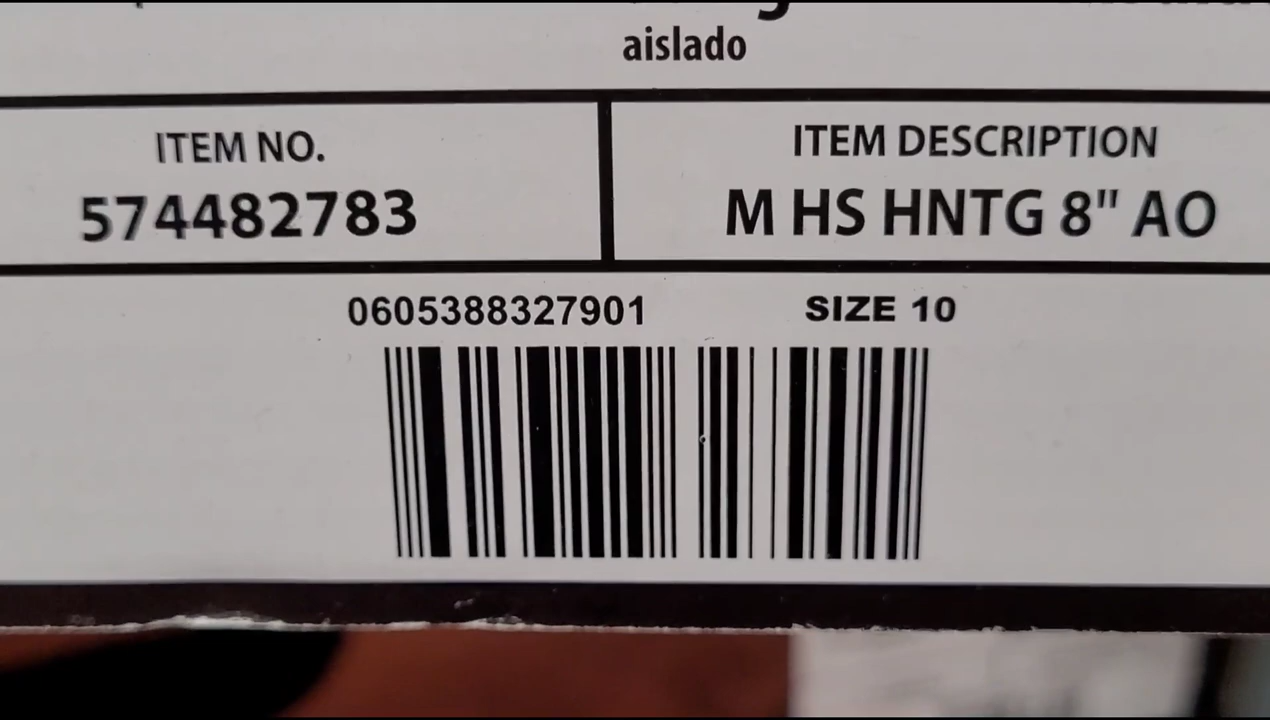 aislado
ITEM NO.
ITEM DESCRIPTION
574482783
M HS HNTG 8" AO
0605388327901
SIZE 10